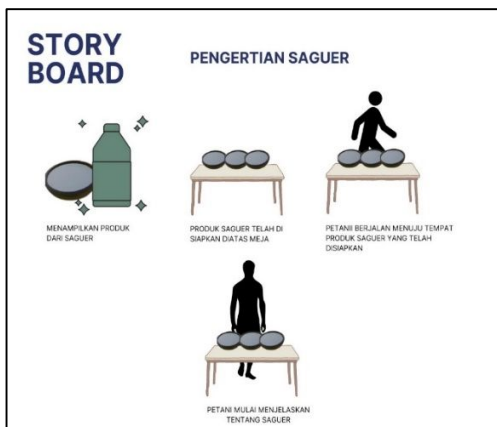 STORY
BOARD
PENGERTIAN SAGUER
MENAMPILKAN PRODUK
DARI SAGUER
PRODUK SAGUER TELAH DI
SIAPKAN DIATAS MEJA
PETANII BERJALAN MENUJU TEMPAT
PRODUK SAGUER YANG TELAH
DISIAPKAN
PETANI MULAI MENJELASKAN
TENTANG SAGUER